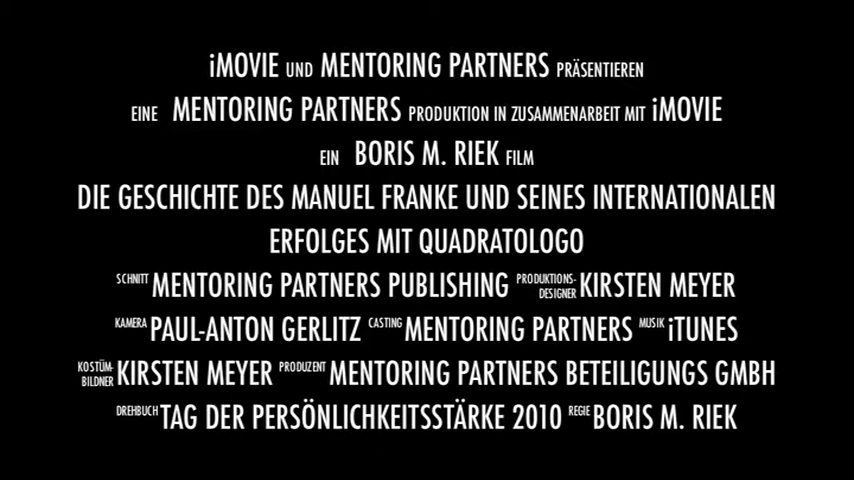 iMOVIE UND MENTORING PARTNERS PRÄSENTIEREN
EINE MENTORING PARTNERS PRODUKTION IN ZUSAMMENARBEIT MIT iMOVIE
EIN BORIS M. RIEK FILM
DIE GESCHICHTE DES MANUEL FRANKE UND SEINES INTERNATIONALEN
ERFOLGES MIT QUADRATOLOGO
SCHNITT MENTORING PARTNERS PUBLISHING PRODUKTIONS-DESIGNER KIRSTEN MEYER
KAMERA PAUL-ANTON GERLITZ CASTING MENTORING PARTNERS MUSIK iTUNES
KOSTÜM-BILDNER KIRSTEN MEYER PRODUZENT MENTORING PARTNERS BETEILIGUNGS GMBH
DREHBUCH TAG DER PERSÖNLICHKEITSSTÄRKE 2010 REGIE BORIS M. RIEK